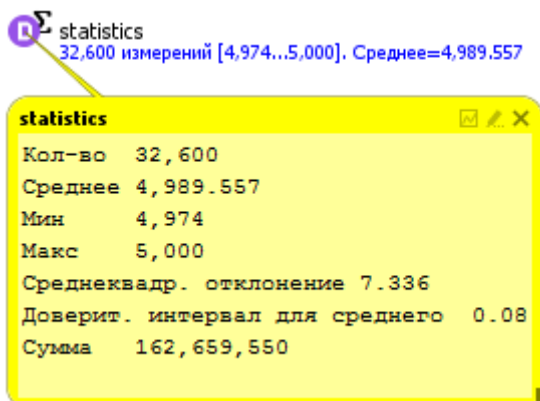 D Σ statistics
32,600 измерений [4,974...5,000]. Среднее=4,989.557
statistics
Кол-во 32,600
Среднее 4,989.557
Мин 4,974
Макс 5,000
Среднеквадр. отклонение 7.336
Доверит. интервал для среднего 0.08
Сумма 162,659,550